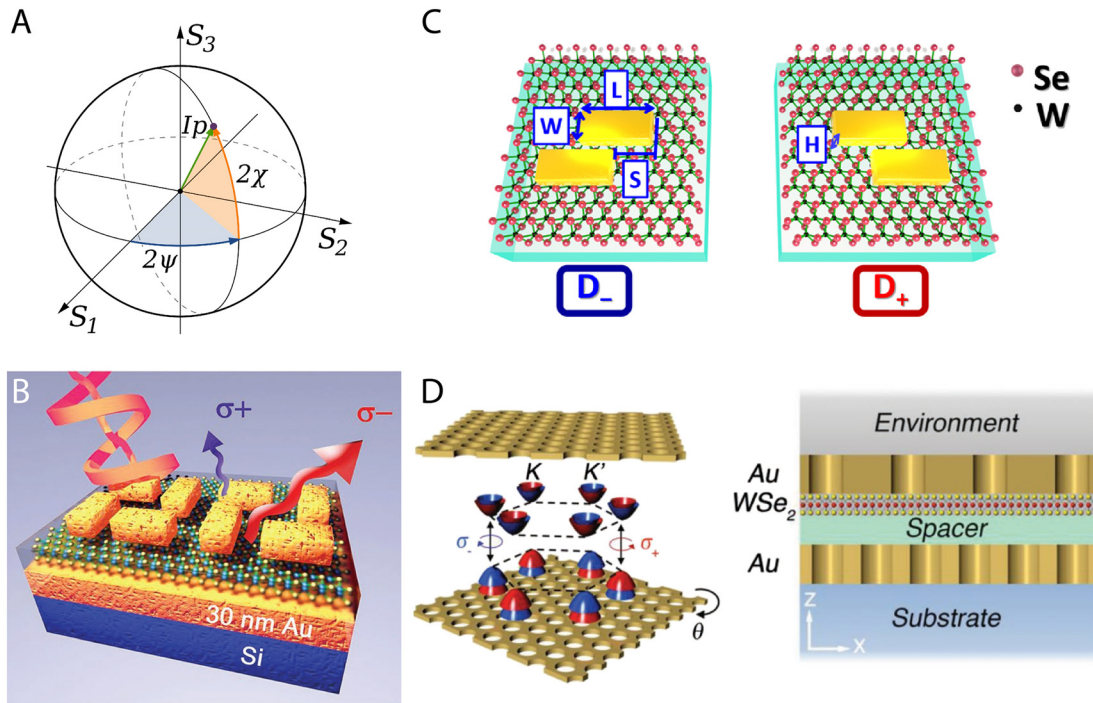 A
S3
Ip
2χ
S2
2ψ
S1
C
L
W
S
D−
H
D+
Se
W
B
σ+
σ−
30 nm Au
Si
D
K
K'
σ-
σ+
θ
Environment
Au
WSe2
Spacer
Au
Substrate
z
x